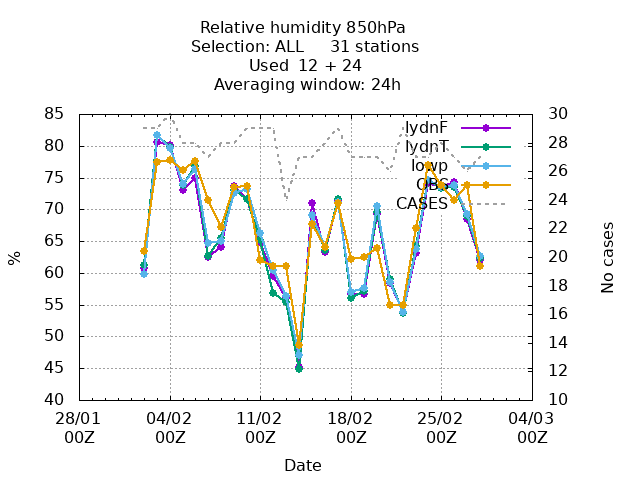 Relative humidity 850hPa
Selection: ALL 31 stations
Used 12 + 24
Averaging window: 24h
85
80
75
70
65
60
55
50
45
40
30
28
26
24
22
20
18
16
14
12
10
lydnF
lydnT
lowp
OBS
CASES
%
No cases
28/01 04/02 11/02 18/02 25/02 04/03
00Z 00Z 00Z 00Z 00Z 00Z
Date